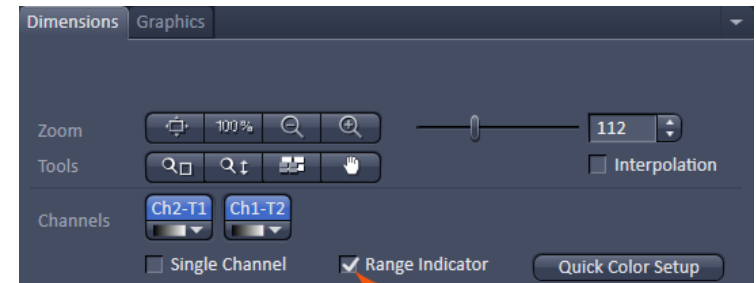 Dimensions Graphics
Zoom 100% 112
Tools Interpolation
Channels Ch2-T1 Ch1-T2
Single Channel Range Indicator Quick Color Setup